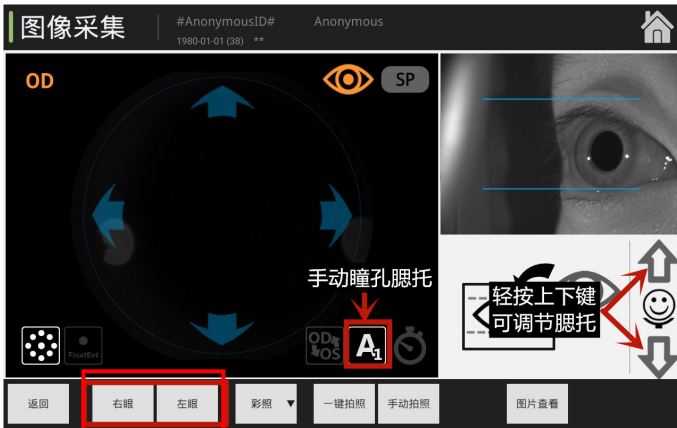 图像采集
#AnonymousID# Anonymous
1980-01-01 (38) **
OD
SP
手动瞳孔腮托
轻按上下键
可调节腮托
FixatExt
OD
OS
A1
返回
右眼
左眼
彩照 ▼
一键拍照
手动拍照
图片查看